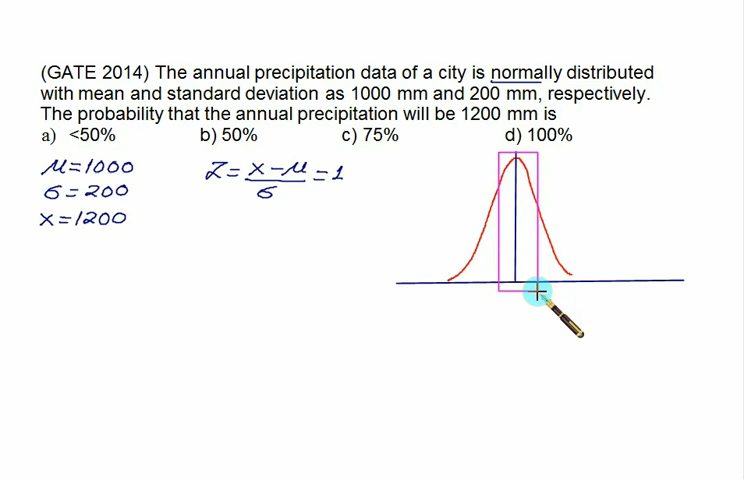 (GATE 2014) The annual precipitation data of a city is normally distributed
with mean and standard deviation as 1000 mm and 200 mm, respectively.
The probability that the annual precipitation will be 1200 mm is
a) <50% b) 50% c) 75% d) 100%
μ=1000
σ=200
x=1200
Z = x-μ/σ = 1